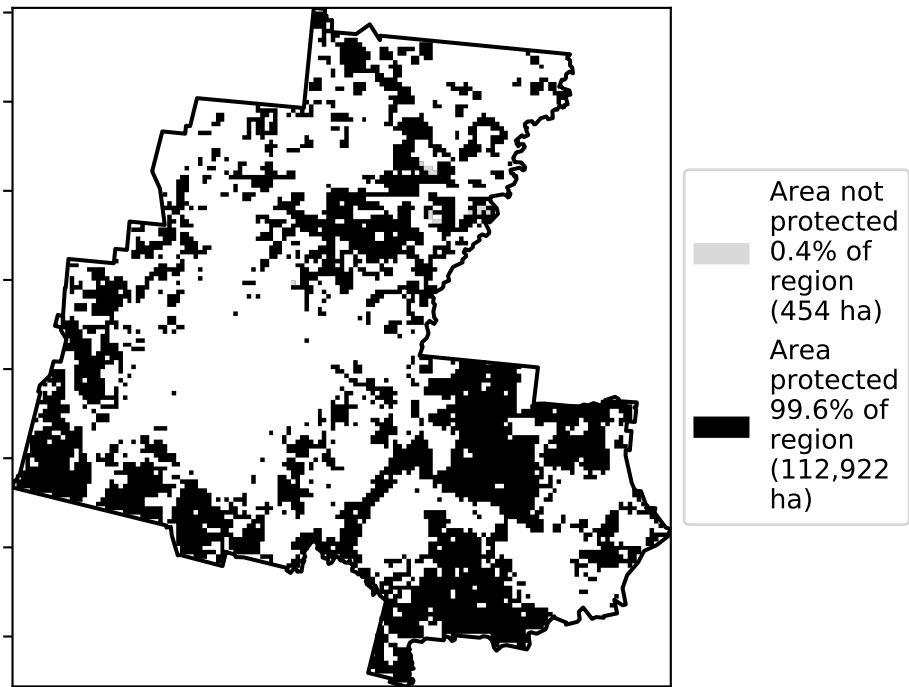 Area not
protected
0.4% of
region
(454 ha)
Area
protected
99.6% of
region
(112,922
ha)